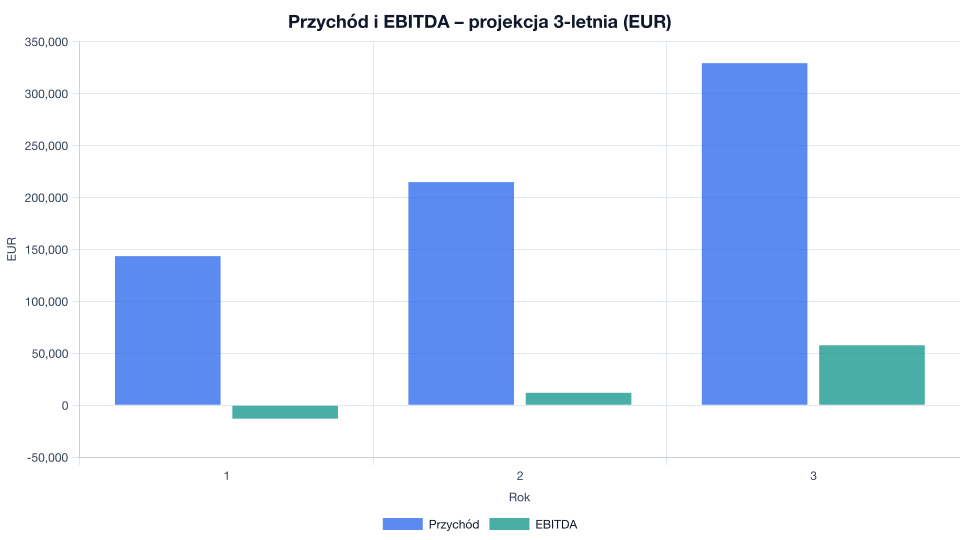 Przychód i EBITDA – projekcja 3-letnia (EUR)
350,000
300,000
250,000
200,000
150,000
100,000
50,000
0
-50,000
EUR
1
2
3
Rok
Przychód
EBITDA